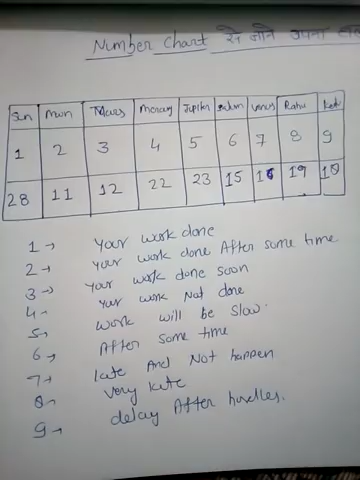 Number Chart से जाने अपना
Sun Moon Mares Mercury Jupiter Saturn Venus Rahu Ketu
1 2 3 4 5 6 7 8 9
28 11 12 22 23 15 16 19 18
1 → Your work done
2 → Your work done After some time
3 → Your work done soon
4 → Your work Not done
5 → work will be slow.
6 → After some time
7 → late And Not happen
8 → very late
9 → delay After hurdles.